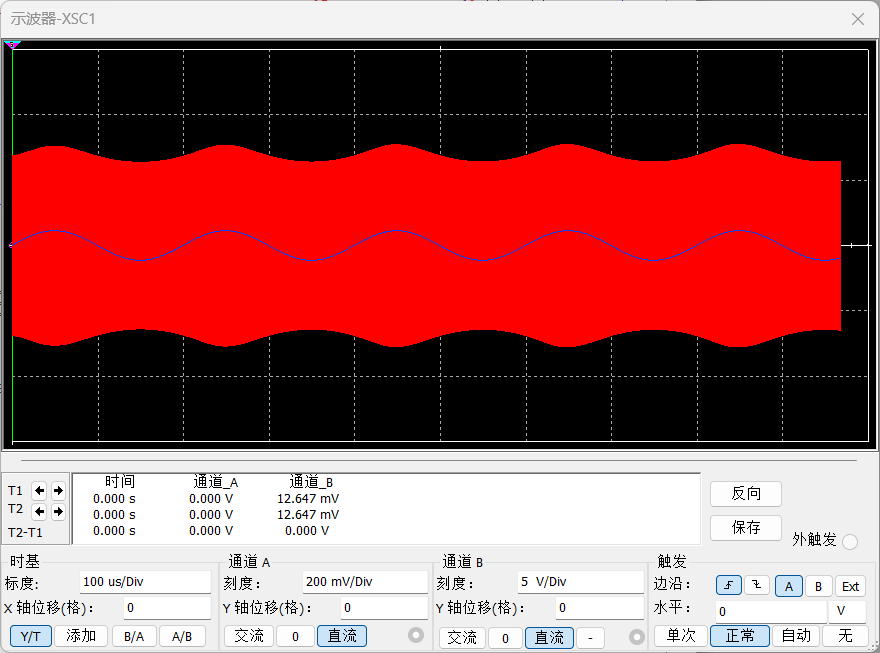 示波器-XSC1
时间 通道_A 通道_B
T1 0.000 s 0.000 V 12.647 mV
T2 0.000 s 0.000 V 12.647 mV
T2-T1 0.000 s 0.000 V 0.000 V
反向
保存
外触发
时基 通道 A 通道 B 触发
标度: 100 us/Div 刻度: 200 mV/Div 刻度: 5 V/Div 边沿: A B Ext
X 轴位移(格): 0 Y 轴位移(格): 0 Y 轴位移(格): 0 水平: 0 V
Y/T 添加 B/A A/B 交流 0 直流 交流 0 直流 - 单次 正常 自动 无